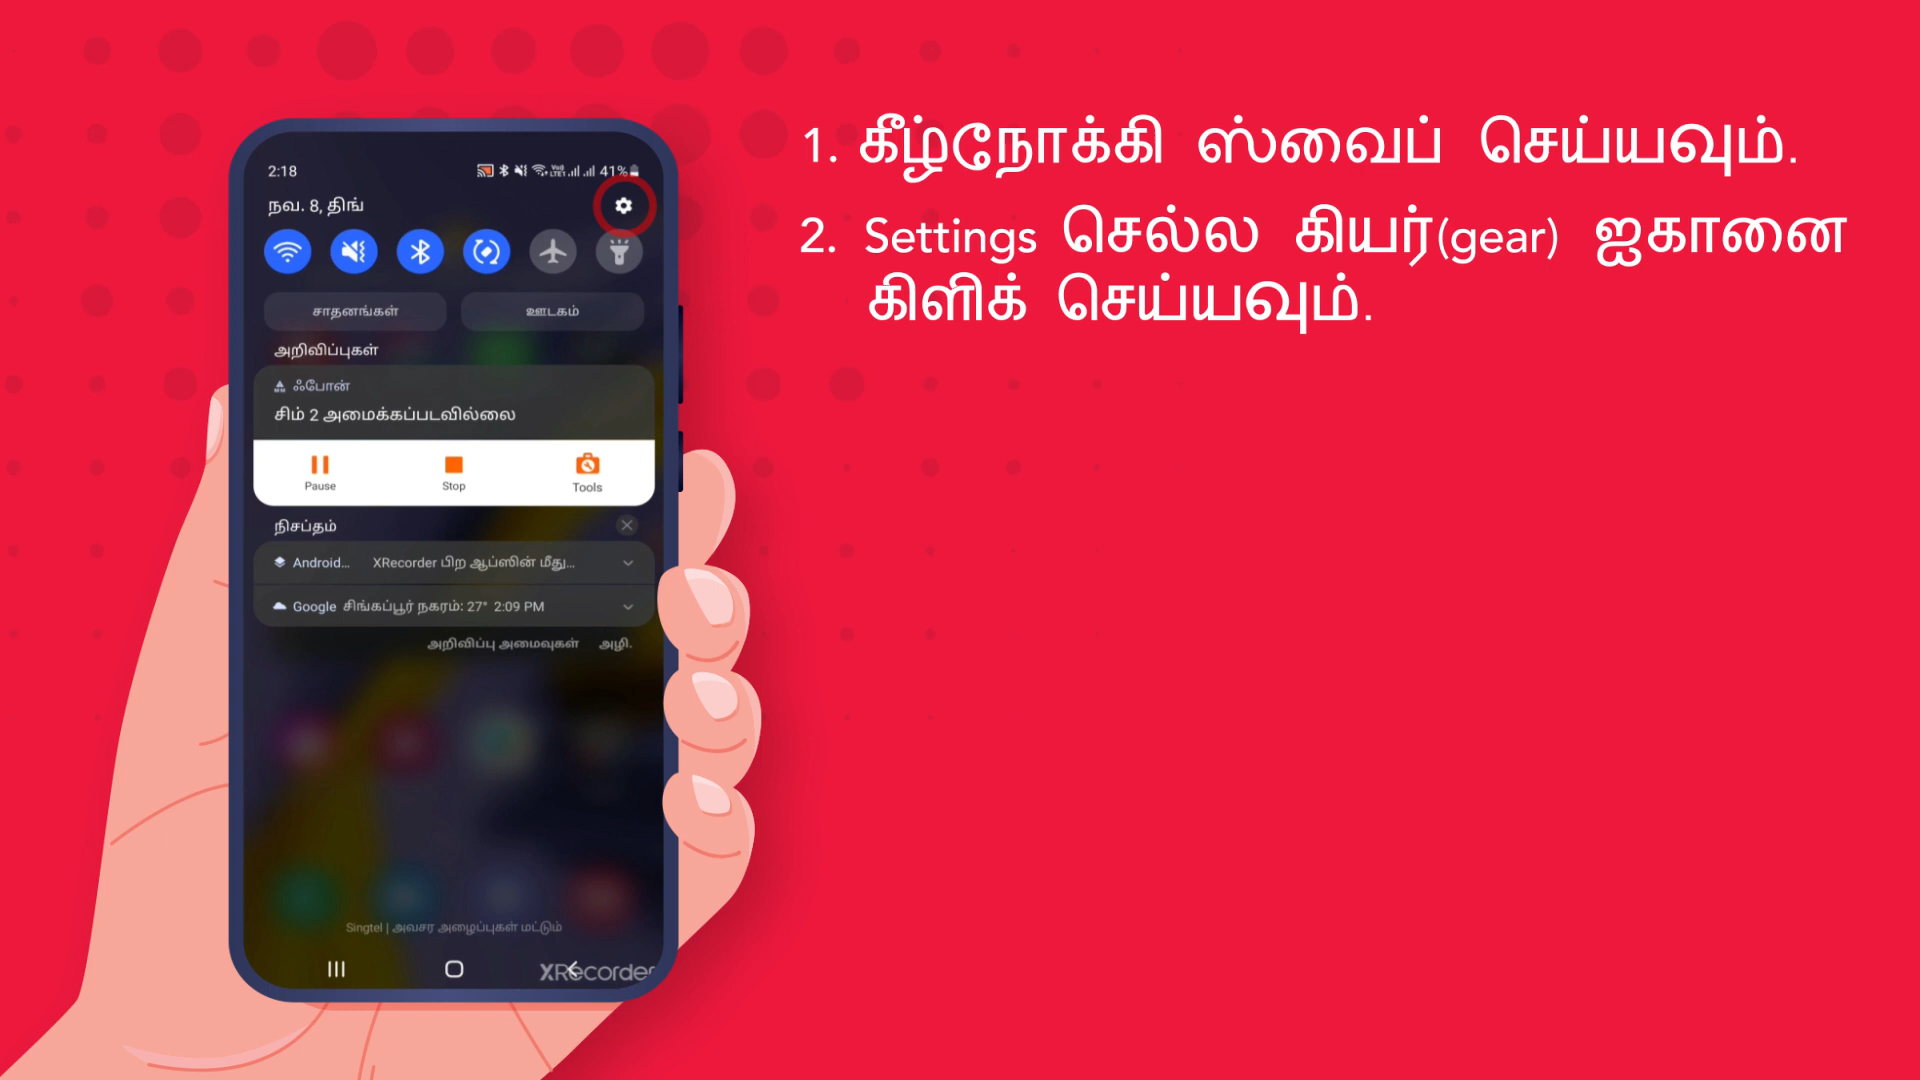 1. கீழ்நோக்கி ஸ்வைப் செய்யவும்.
2. Settings செல்ல கியர்(gear) ஐகானை
கிளிக் செய்யவும்.
2:18
41%
நவ. 8, திங்
சாதனங்கள் ஊடகம்
அறிவிப்புகள்
ஃபோன்
சிம் 2 அமைக்கப்படவில்லை
Pause Stop Tools
நிசப்தம்
Android... XRecorder பிற ஆப்ஸின் மீது...
Google சிங்கப்பூர் நகரம்: 27° 2:09 PM
அறிவிப்பு அமைவுகள் அழி.
Singtel | அவசர அழைப்புகள் மட்டும்
XRecorder